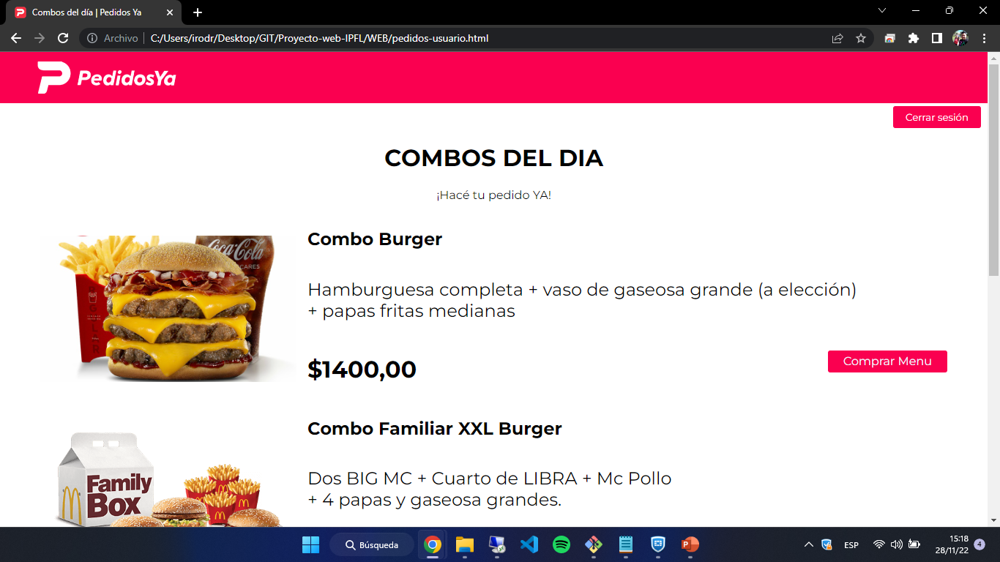 Combos del día | Pedidos Ya
Archivo
C:/Users/irodr/Desktop/GIT/Proyecto-web-IPFL/WEB/pedidos-usuario.html
PedidosYa
Cerrar sesión
COMBOS DEL DIA
¡Hacé tu pedido YA!
Coca-Cola
Combo Burger
Hamburguesa completa + vaso de gaseosa grande (a elección)
+ papas fritas medianas
$1400,00
Comprar Menu
Combo Familiar XXL Burger
Family
Box
Dos BIG MC + Cuarto de LIBRA + Mc Pollo
+ 4 papas y gaseosa grandes.
Búsqueda
ESP
15:18
28/11/22
4